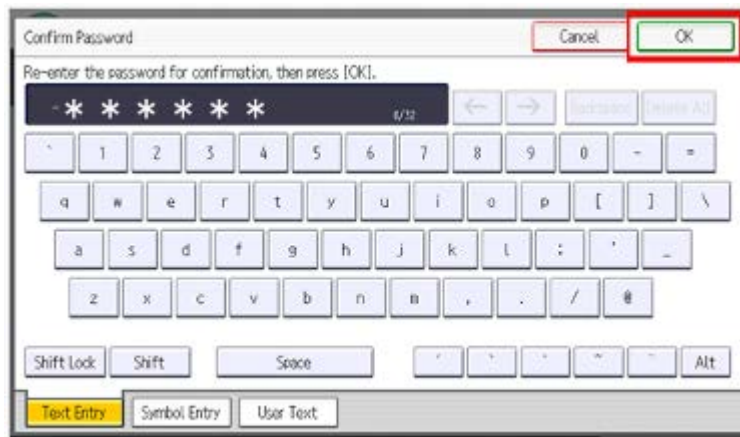 Confirm Password Cancel OK
Re-enter the password for confirmation, then press [OK].
****** 0/32 ← → Backspace Delete All
` 1 2 3 4 5 6 7 8 9 0 - =
q w e r t y u i o p [ ] \
a s d f g h j k l ; ' _
z x c v b n m , . / @
Shift Lock Shift Space ´ ` ˆ ~ ¨ Alt
Text Entry Symbol Entry User Text